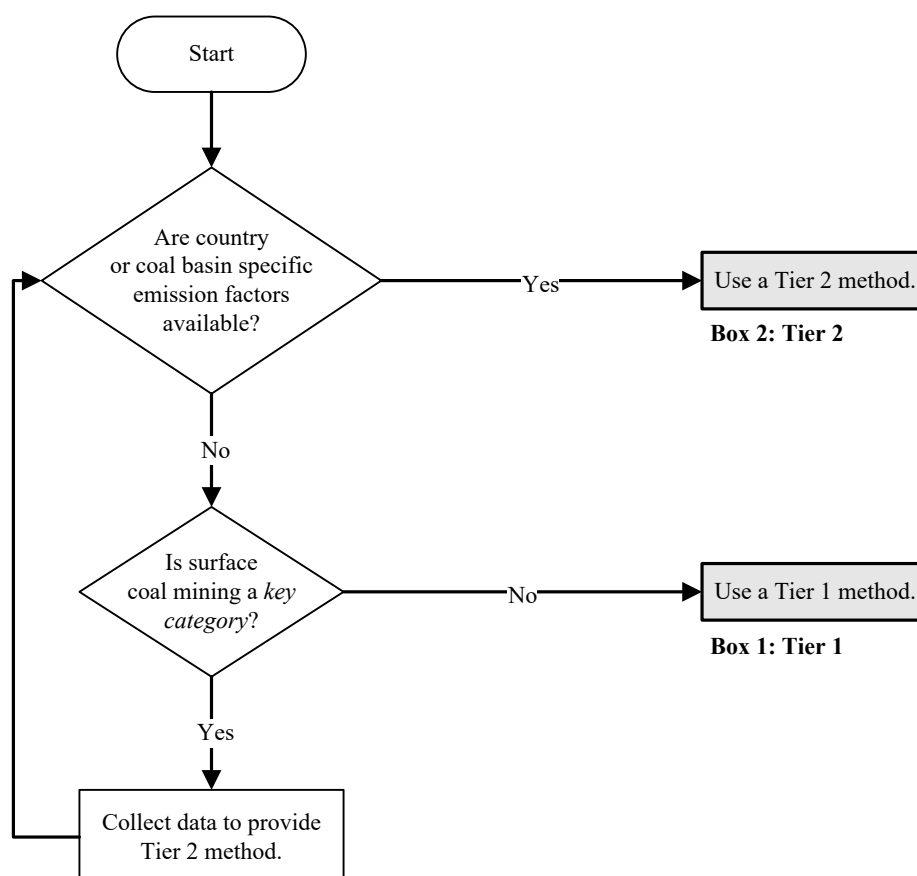 Start
Are country
or coal basin specific
emission factors
available?
Yes
Use a Tier 2 method.
Box 2: Tier 2
No
Is surface
coal mining a key
category?
No
Use a Tier 1 method.
Box 1: Tier 1
Yes
Collect data to provide
Tier 2 method.